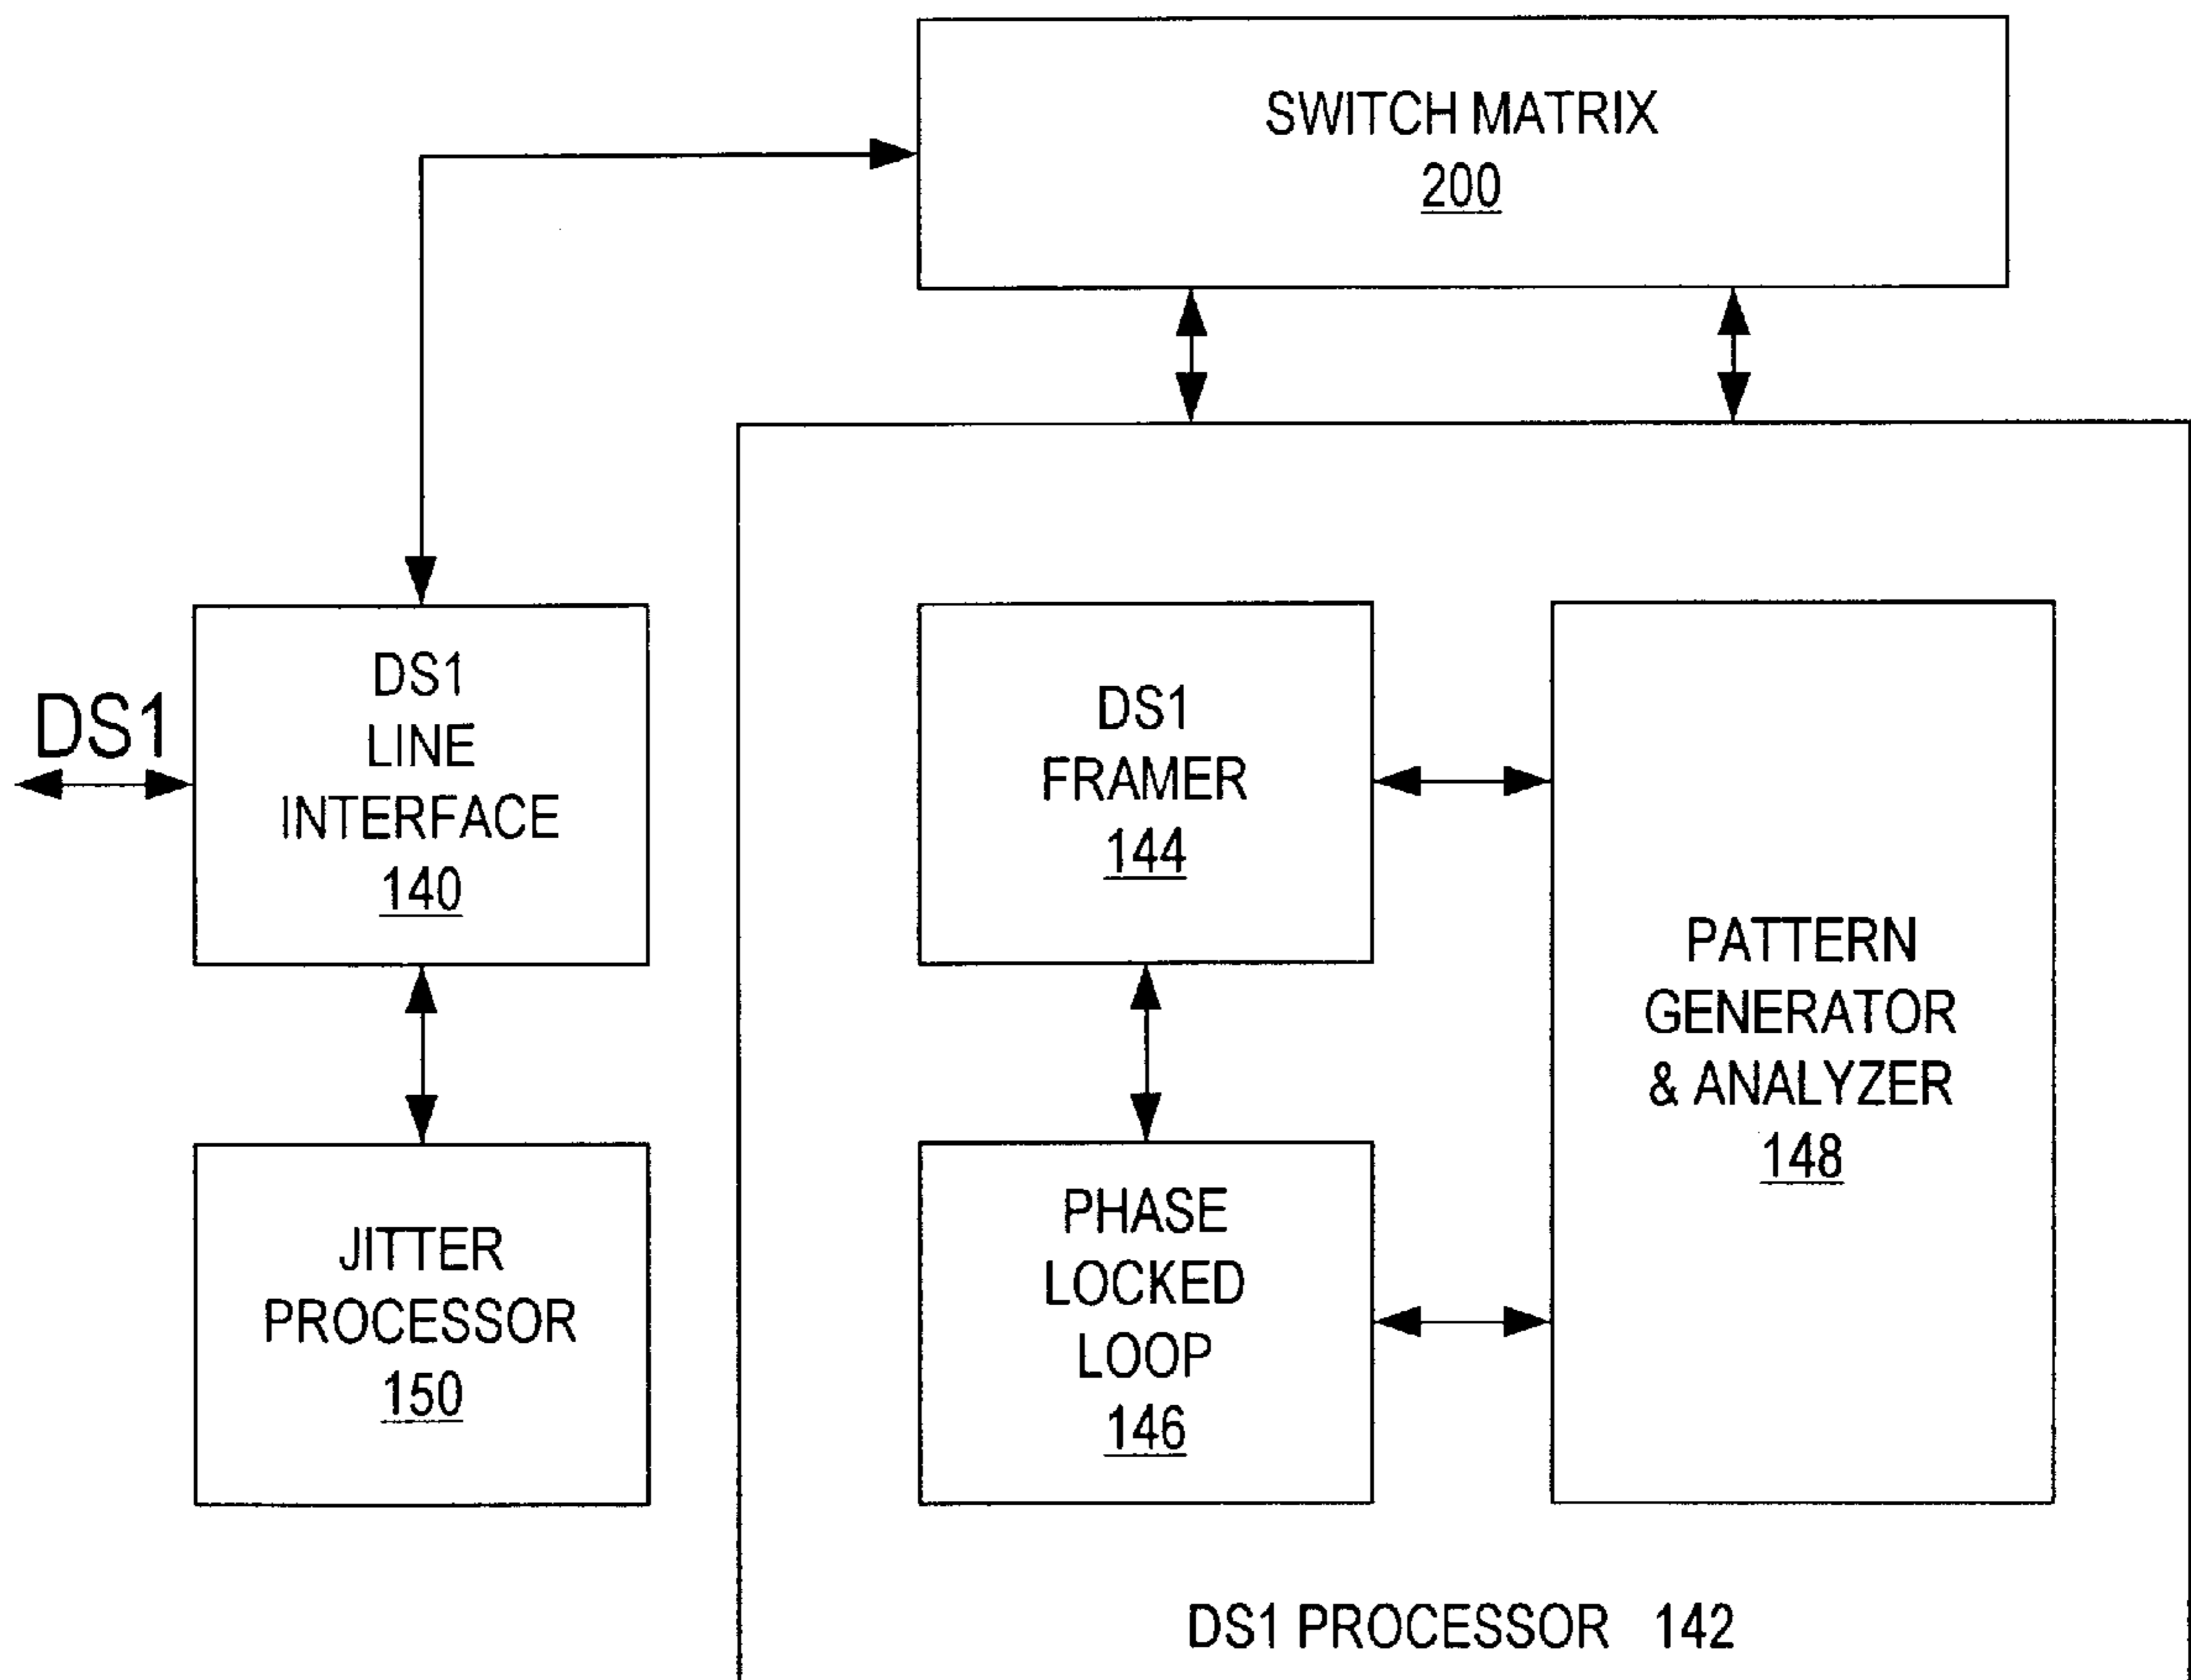 SWITCH MATRIX
200
DS1
DS1
LINE
INTERFACE
140
DS1
FRAMER
144
PATTERN
GENERATOR
& ANALYZER
148
JITTER
PROCESSOR
150
PHASE
LOCKED
LOOP
146
DS1 PROCESSOR 142